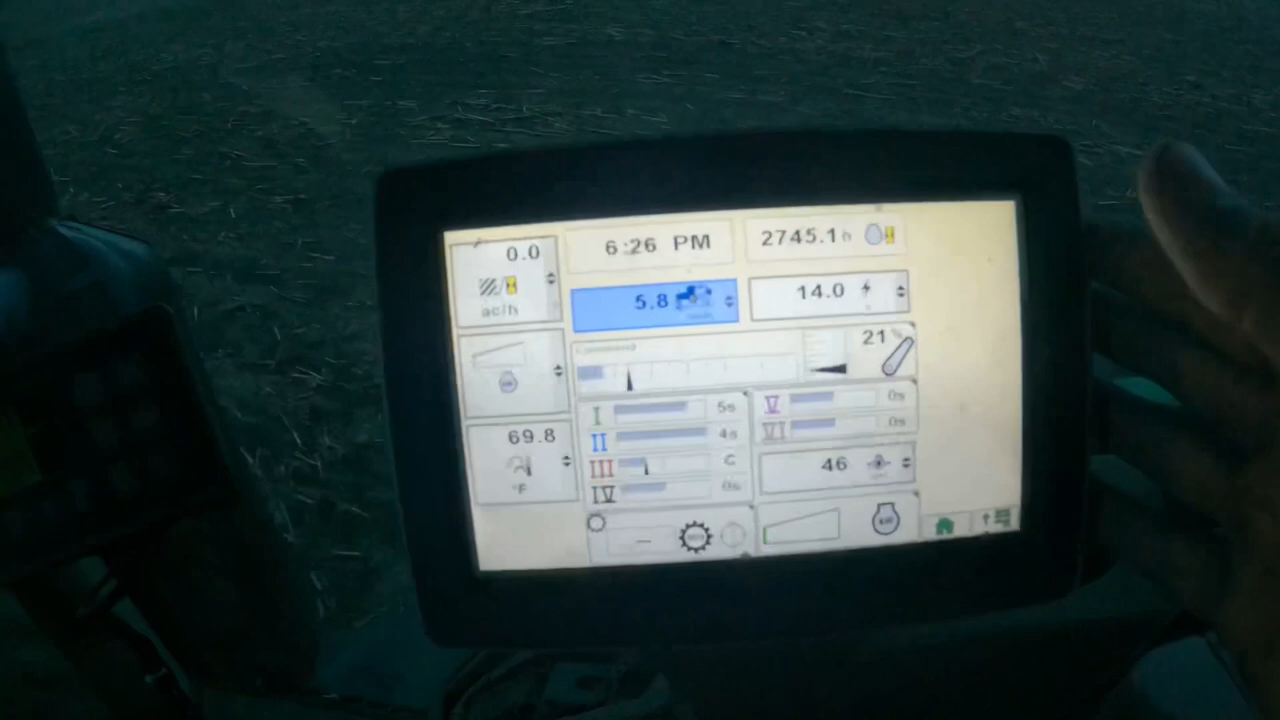 0.0
ac/h
6:26 PM
2745.1 h
5.8
14.0
21 %
69.8
°F
I 5s
II 4s
III C
IV 0s
V 0s
VI 0s
46